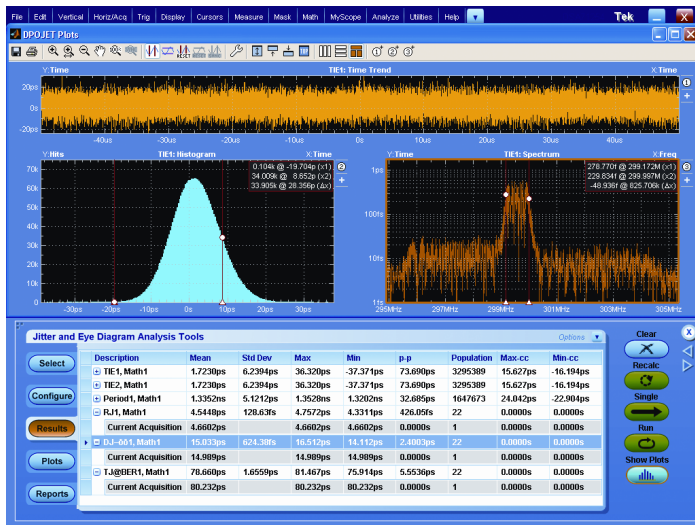 File Edit Vertical Horiz/Acq Trig Display Cursors Measure Mask Math MyScope Analyze Utilities Help Tek
DPOJET Plots
RESET
Y:Time TIE1: Time Trend X:Time
20ps
0s
-20ps
-40us -30us -20us -10us 0s 10us 20us 30us 40us
Y:Hits TIE1: Histogram X:Time
0.104k @ -19.704p (x1)
34.009k @ 8.652p (x2)
33.905k @ 28.356p (Δx)
70k
60k
50k
40k
30k
20k
10k
0
-30ps -20ps -10ps 0s 10ps 20ps 30ps
Y:Time TIE1: Spectrum X:Freq
278.770f @ 299.172M (x1)
229.834f @ 299.997M (x2)
-48.936f @ 825.706k (Δx)
1ps
100fs
10fs
1fs
295MHz 297MHz 299MHz 301MHz 303MHz 305MHz
1
2
3
Jitter and Eye Diagram Analysis Tools Options
Select
Configure
Results
Plots
Reports
Description Mean Std Dev Max Min p-p Population Max-cc Min-cc
TIE1, Math1 1.7230ps 6.2394ps 36.320ps -37.371ps 73.690ps 3295389 15.627ps -16.194ps
TIE2, Math1 1.7230ps 6.2394ps 36.320ps -37.371ps 73.690ps 3295389 15.627ps -16.194ps
Period1, Math1 1.3352ns 5.1212ps 1.3528ns 1.3202ns 32.685ps 1647673 24.042ps -22.904ps
RJ1, Math1 4.5448ps 128.63fs 4.7572ps 4.3311ps 426.05fs 22 0.0000s 0.0000s
Current Acquisition 4.6602ps 4.6602ps 4.6602ps 0.0000s 1 0.0000s 0.0000s
DJ-δδ1, Math1 15.033ps 624.38fs 16.512ps 14.112ps 2.4003ps 22 0.0000s 0.0000s
Current Acquisition 14.989ps 14.989ps 14.989ps 0.0000s 1 0.0000s 0.0000s
TJ@BER1, Math1 78.660ps 1.6559ps 81.467ps 75.914ps 5.5536ps 22 0.0000s 0.0000s
Current Acquisition 80.232ps 80.232ps 80.232ps 0.0000s 1 0.0000s 0.0000s
Clear
Recalc
Single
Run
Show Plots